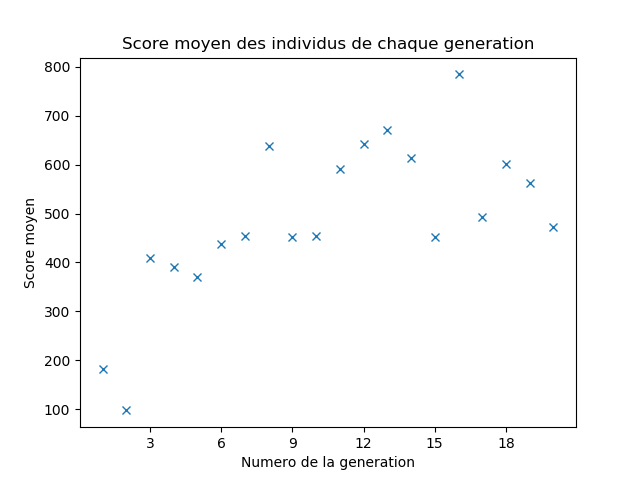 Score moyen des individus de chaque generation
800
700
600
500
400
300
200
100
Score moyen
3 6 9 12 15 18
Numero de la generation